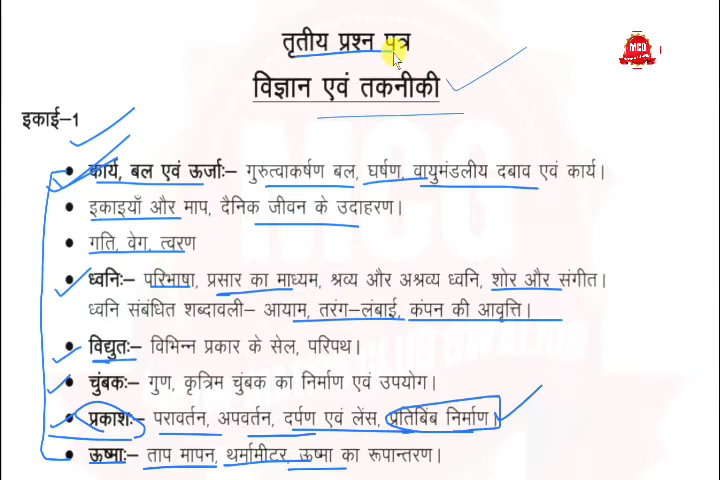 तृतीय प्रश्न पत्र
MCG
विज्ञान एवं तकनीकी
इकाई-1
• कार्य, बल एवं ऊर्जाः- गुरुत्वाकर्षण बल, घर्षण, वायुमंडलीय दबाव एवं कार्य।
• इकाइयाँ और माप, दैनिक जीवन के उदाहरण।
• गति, वेग, त्वरण
• ध्वनिः- परिभाषा, प्रसार का माध्यम, श्रव्य और अश्रव्य ध्वनि, शोर और संगीत।
ध्वनि संबंधित शब्दावली- आयाम, तरंग-लंबाई, कंपन की आवृत्ति।
• विद्युतः- विभिन्न प्रकार के सेल, परिपथ।
• चुंबकः- गुण, कृत्रिम चुंबक का निर्माण एवं उपयोग।
• प्रकाशः- परावर्तन, अपवर्तन, दर्पण एवं लेंस, प्रतिबिंब निर्माण।
• ऊष्माः- ताप मापन, थर्मामीटर, ऊष्मा का रूपान्तरण।